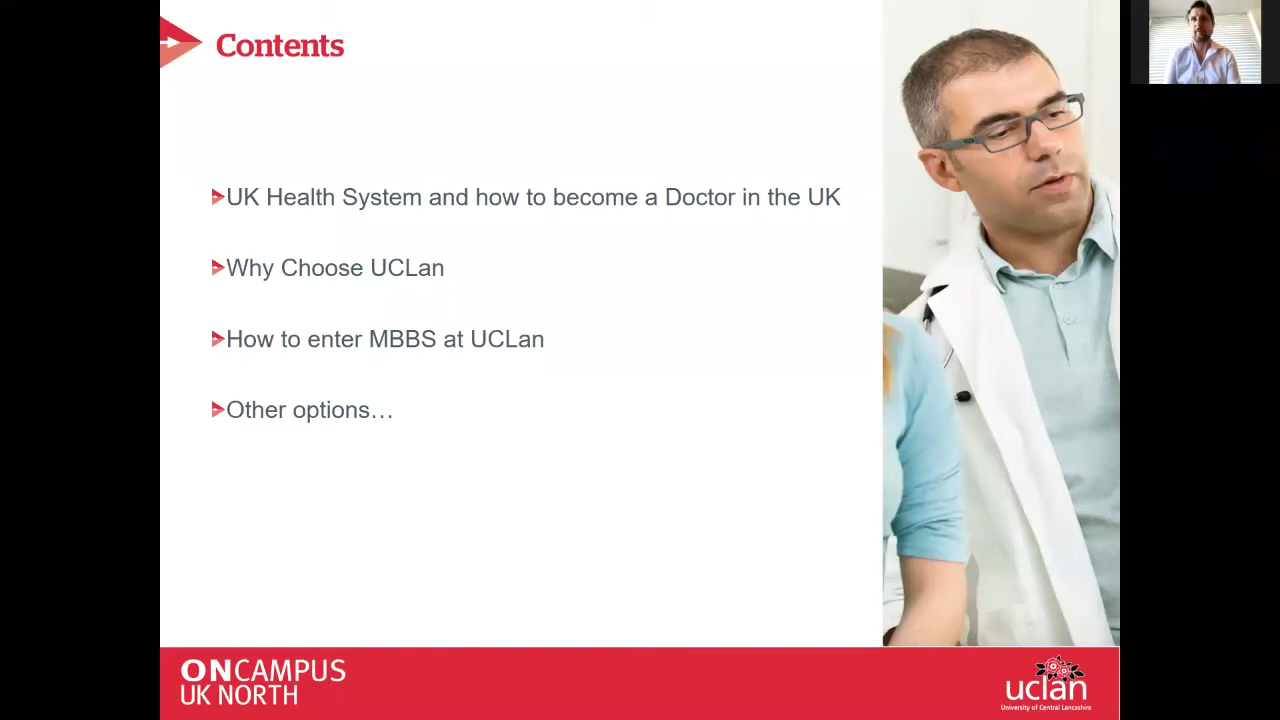 Contents
UK Health System and how to become a Doctor in the UK
Why Choose UCLan
How to enter MBBS at UCLan
Other options…
ONCAMPUS
UK NORTH
uclan
University of Central Lancashire